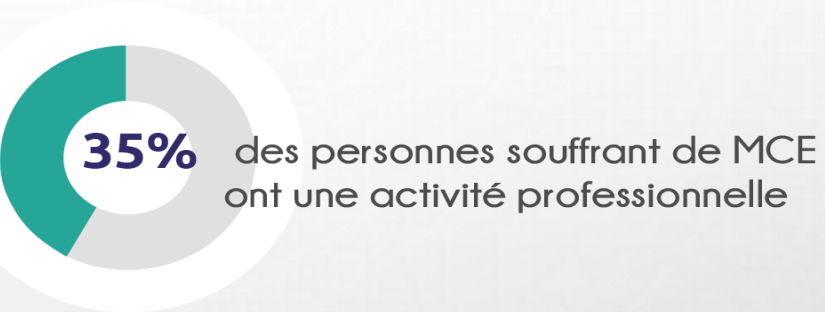 35% des personnes souffrant de MCE
ont une activité professionnelle